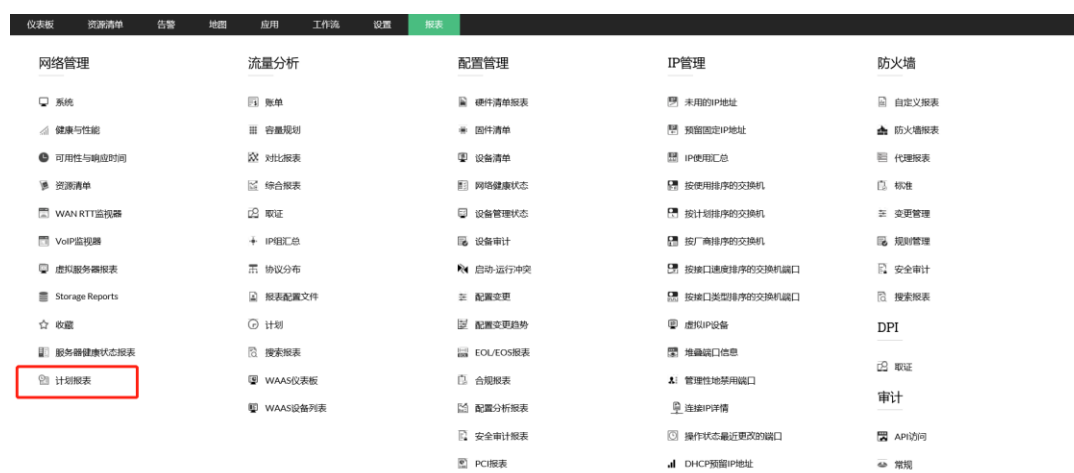 仪表板 资源清单 告警 地图 应用 工作流 设置 报表
网络管理
系统
健康与性能
可用性与响应时间
资源清单
WAN RTT监视器
VoIP监视器
虚拟服务器报表
Storage Reports
收藏
服务器健康状态报表
计划报表
流量分析
账单
容量规划
对比报表
综合报表
取证
IP组汇总
协议分布
报表配置文件
计划
搜索报表
WAAS仪表板
WAAS设备列表
配置管理
硬件清单报表
固件清单
设备清单
网络健康状态
设备管理状态
设备审计
启动-运行冲突
配置变更
配置变更趋势
EOL/EOS报表
合规报表
配置分析报表
安全审计报表
PCI报表
IP管理
未用的IP地址
预留固定IP地址
IP使用汇总
按使用排序的交换机
按计划排序的交换机
按厂商排序的交换机
按接口速度排序的交换机端口
按接口类型排序的交换机端口
虚拟IP设备
堆叠端口信息
管理性地禁用端口
连接IP详情
操作状态最近更改的端口
DHCP预留IP地址
防火墙
自定义报表
防火墙报表
代理报表
标准
变更管理
规则管理
安全审计
搜索报表
DPI
取证
审计
API访问
常规